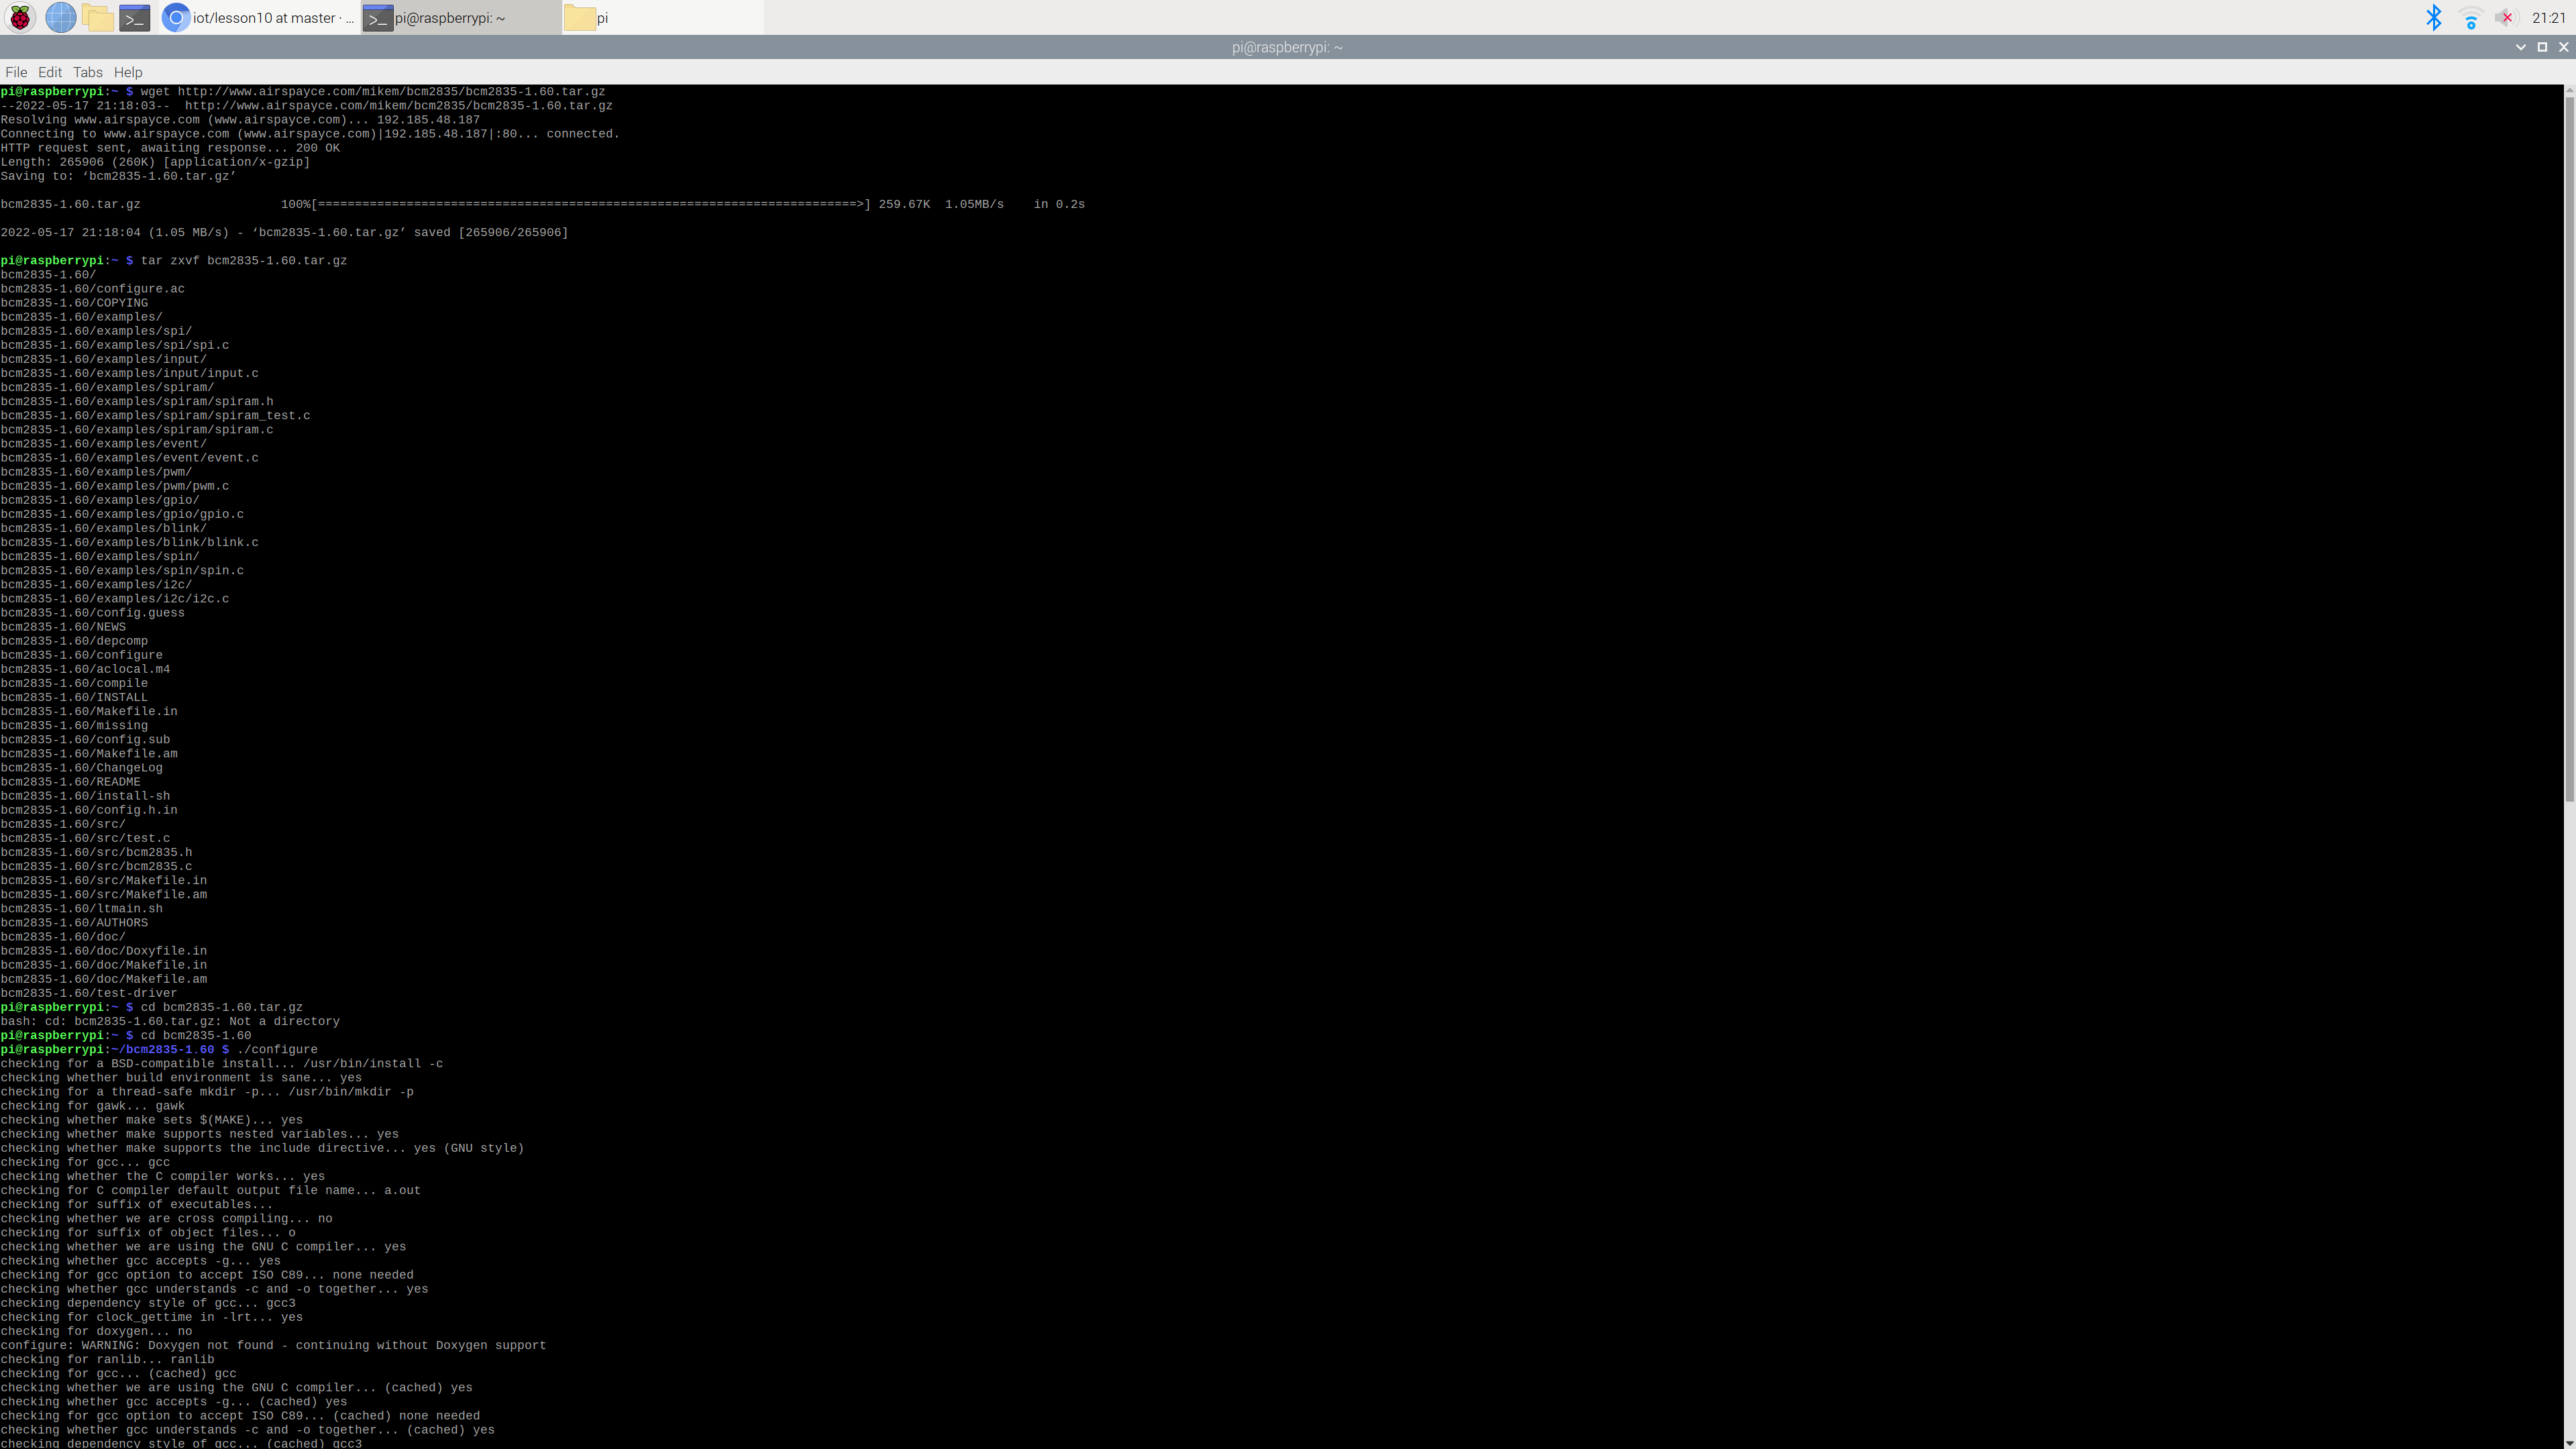 iot/lesson10 at master · ...
pi@raspberrypi: ~
pi
21:21
pi@raspberrypi: ~
File Edit Tabs Help
pi@raspberrypi:~ $ wget http://www.airspayce.com/mikem/bcm2835/bcm2835-1.60.tar.gz
--2022-05-17 21:18:03-- http://www.airspayce.com/mikem/bcm2835/bcm2835-1.60.tar.gz
Resolving www.airspayce.com (www.airspayce.com)... 192.185.48.187
Connecting to www.airspayce.com (www.airspayce.com)|192.185.48.187|:80... connected.
HTTP request sent, awaiting response... 200 OK
Length: 265906 (260K) [application/x-gzip]
Saving to: ‘bcm2835-1.60.tar.gz’
bcm2835-1.60.tar.gz 100%[=========================================================================>] 259.67K 1.05MB/s in 0.2s
2022-05-17 21:18:04 (1.05 MB/s) - ‘bcm2835-1.60.tar.gz’ saved [265906/265906]
pi@raspberrypi:~ $ tar zxvf bcm2835-1.60.tar.gz
bcm2835-1.60/
bcm2835-1.60/configure.ac
bcm2835-1.60/COPYING
bcm2835-1.60/examples/
bcm2835-1.60/examples/spi/
bcm2835-1.60/examples/spi/spi.c
bcm2835-1.60/examples/input/
bcm2835-1.60/examples/input/input.c
bcm2835-1.60/examples/spiram/
bcm2835-1.60/examples/spiram/spiram.h
bcm2835-1.60/examples/spiram/spiram_test.c
bcm2835-1.60/examples/spiram/spiram.c
bcm2835-1.60/examples/event/
bcm2835-1.60/examples/event/event.c
bcm2835-1.60/examples/pwm/
bcm2835-1.60/examples/pwm/pwm.c
bcm2835-1.60/examples/gpio/
bcm2835-1.60/examples/gpio/gpio.c
bcm2835-1.60/examples/blink/
bcm2835-1.60/examples/blink/blink.c
bcm2835-1.60/examples/spin/
bcm2835-1.60/examples/spin/spin.c
bcm2835-1.60/examples/i2c/
bcm2835-1.60/examples/i2c/i2c.c
bcm2835-1.60/config.guess
bcm2835-1.60/NEWS
bcm2835-1.60/depcomp
bcm2835-1.60/configure
bcm2835-1.60/aclocal.m4
bcm2835-1.60/compile
bcm2835-1.60/INSTALL
bcm2835-1.60/Makefile.in
bcm2835-1.60/missing
bcm2835-1.60/config.sub
bcm2835-1.60/Makefile.am
bcm2835-1.60/ChangeLog
bcm2835-1.60/README
bcm2835-1.60/install-sh
bcm2835-1.60/config.h.in
bcm2835-1.60/src/
bcm2835-1.60/src/test.c
bcm2835-1.60/src/bcm2835.h
bcm2835-1.60/src/bcm2835.c
bcm2835-1.60/src/Makefile.in
bcm2835-1.60/src/Makefile.am
bcm2835-1.60/ltmain.sh
bcm2835-1.60/AUTHORS
bcm2835-1.60/doc/
bcm2835-1.60/doc/Doxyfile.in
bcm2835-1.60/doc/Makefile.in
bcm2835-1.60/doc/Makefile.am
bcm2835-1.60/test-driver
pi@raspberrypi:~ $ cd bcm2835-1.60.tar.gz
bash: cd: bcm2835-1.60.tar.gz: Not a directory
pi@raspberrypi:~ $ cd bcm2835-1.60
pi@raspberrypi:~/bcm2835-1.60 $ ./configure
checking for a BSD-compatible install... /usr/bin/install -c
checking whether build environment is sane... yes
checking for a thread-safe mkdir -p... /usr/bin/mkdir -p
checking for gawk... gawk
checking whether make sets $(MAKE)... yes
checking whether make supports nested variables... yes
checking whether make supports the include directive... yes (GNU style)
checking for gcc... gcc
checking whether the C compiler works... yes
checking for C compiler default output file name... a.out
checking for suffix of executables...
checking whether we are cross compiling... no
checking for suffix of object files... o
checking whether we are using the GNU C compiler... yes
checking whether gcc accepts -g... yes
checking for gcc option to accept ISO C89... none needed
checking whether gcc understands -c and -o together... yes
checking dependency style of gcc... gcc3
checking for clock_gettime in -lrt... yes
checking for doxygen... no
configure: WARNING: Doxygen not found - continuing without Doxygen support
checking for ranlib... ranlib
checking for gcc... (cached) gcc
checking whether we are using the GNU C compiler... (cached) yes
checking whether gcc accepts -g... (cached) yes
checking for gcc option to accept ISO C89... (cached) none needed
checking whether gcc understands -c and -o together... (cached) yes
checking dependency style of gcc... (cached) gcc3